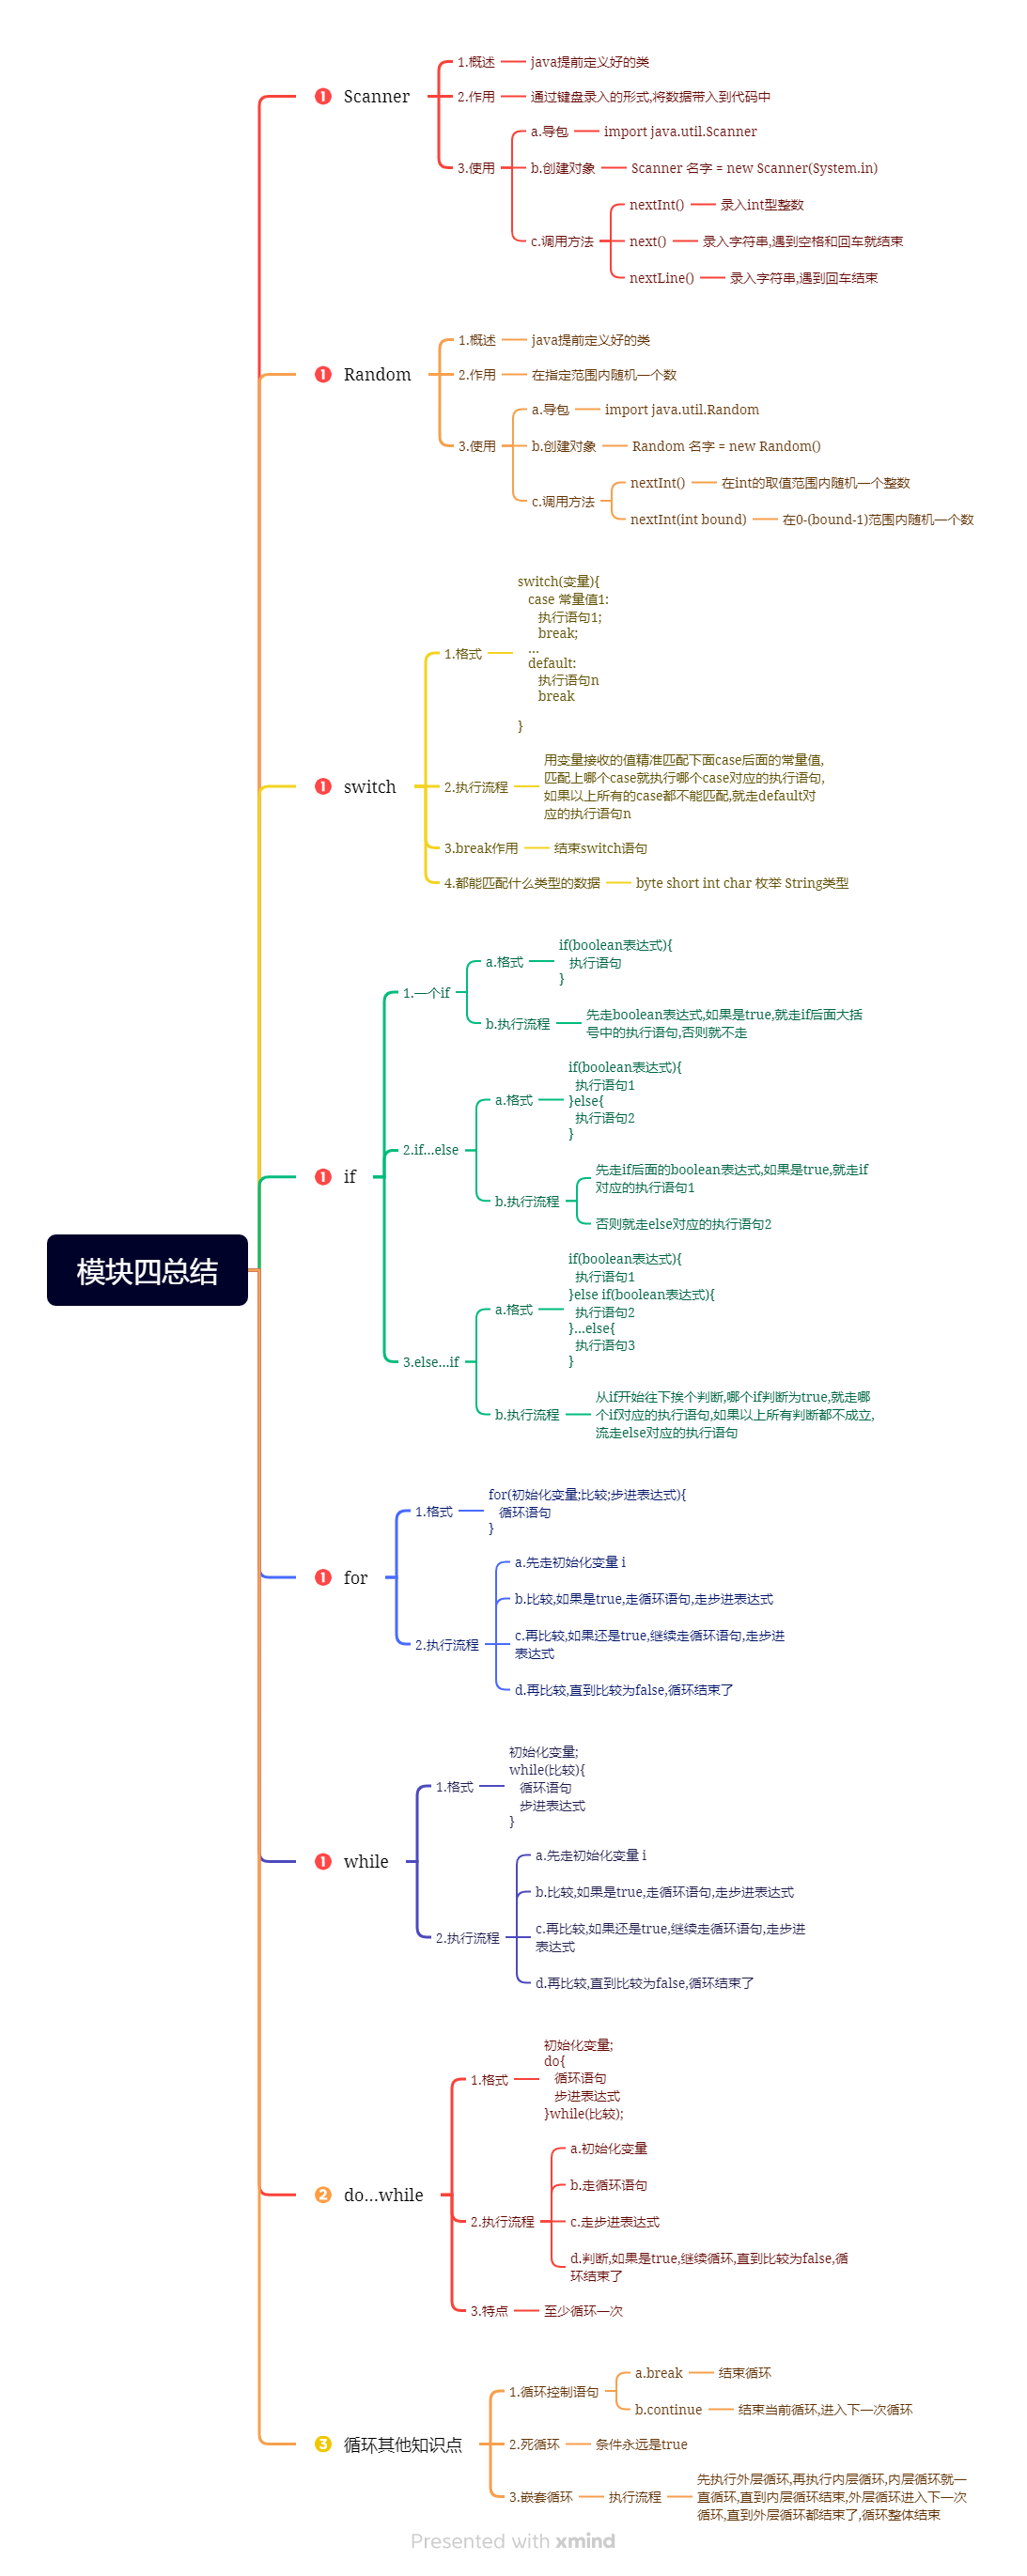 模块四总结
1 Scanner
1.概述
java提前定义好的类
2.作用
通过键盘录入的形式,将数据带入到代码中
3.使用
a.导包
import java.util.Scanner
b.创建对象
Scanner 名字 = new Scanner(System.in)
c.调用方法
nextInt()
录入int型整数
next()
录入字符串,遇到空格和回车就结束
nextLine()
录入字符串,遇到回车结束
1 Random
1.概述
java提前定义好的类
2.作用
在指定范围内随机一个数
3.使用
a.导包
import java.util.Random
b.创建对象
Random 名字 = new Random()
c.调用方法
nextInt()
在int的取值范围内随机一个整数
nextInt(int bound)
在0-(bound-1)范围内随机一个数
1 switch
1.格式
switch(变量){
case 常量值1:
执行语句1;
break;
...
default:
执行语句n
break
}
2.执行流程
用变量接收的值精准匹配下面case后面的常量值,
匹配上哪个case就执行哪个case对应的执行语句,
如果以上所有的case都不能匹配,就走default对
应的执行语句n
3.break作用
结束switch语句
4.都能匹配什么类型的数据
byte short int char 枚举 String类型
1 if
1.一个if
a.格式
if(boolean表达式){
执行语句
}
b.执行流程
先走boolean表达式,如果是true,就走if后面大括
号中的执行语句,否则就不走
2.if...else
a.格式
if(boolean表达式){
执行语句1
}else{
执行语句2
}
b.执行流程
先走if后面的boolean表达式,如果是true,就走if
对应的执行语句1
否则就走else对应的执行语句2
3.else...if
a.格式
if(boolean表达式){
执行语句1
}else if(boolean表达式){
执行语句2
}...else{
执行语句3
}
b.执行流程
从if开始往下挨个判断,哪个if判断为true,就走哪
个if对应的执行语句,如果以上所有判断都不成立,
流走else对应的执行语句
1 for
1.格式
for(初始化变量;比较;步进表达式){
循环语句
}
2.执行流程
a.先走初始化变量 i
b.比较,如果是true,走循环语句,走步进表达式
c.再比较,如果还是true,继续走循环语句,走步进
表达式
d.再比较,直到比较为false,循环结束了
1 while
1.格式
初始化变量;
while(比较){
循环语句
步进表达式
}
2.执行流程
a.先走初始化变量 i
b.比较,如果是true,走循环语句,走步进表达式
c.再比较,如果还是true,继续走循环语句,走步进
表达式
d.再比较,直到比较为false,循环结束了
2 do...while
1.格式
初始化变量;
do{
循环语句
步进表达式
}while(比较);
2.执行流程
a.初始化变量
b.走循环语句
c.走步进表达式
d.判断,如果是true,继续循环,直到比较为false,循
环结束了
3.特点
至少循环一次
3 循环其他知识点
1.循环控制语句
a.break
结束循环
b.continue
结束当前循环,进入下一次循环
2.死循环
条件永远是true
3.嵌套循环
执行流程
先执行外层循环,再执行内层循环,内层循环就一
直循环,直到内层循环结束,外层循环进入下一次
循环,直到外层循环都结束了,循环整体结束
Presented with xmind